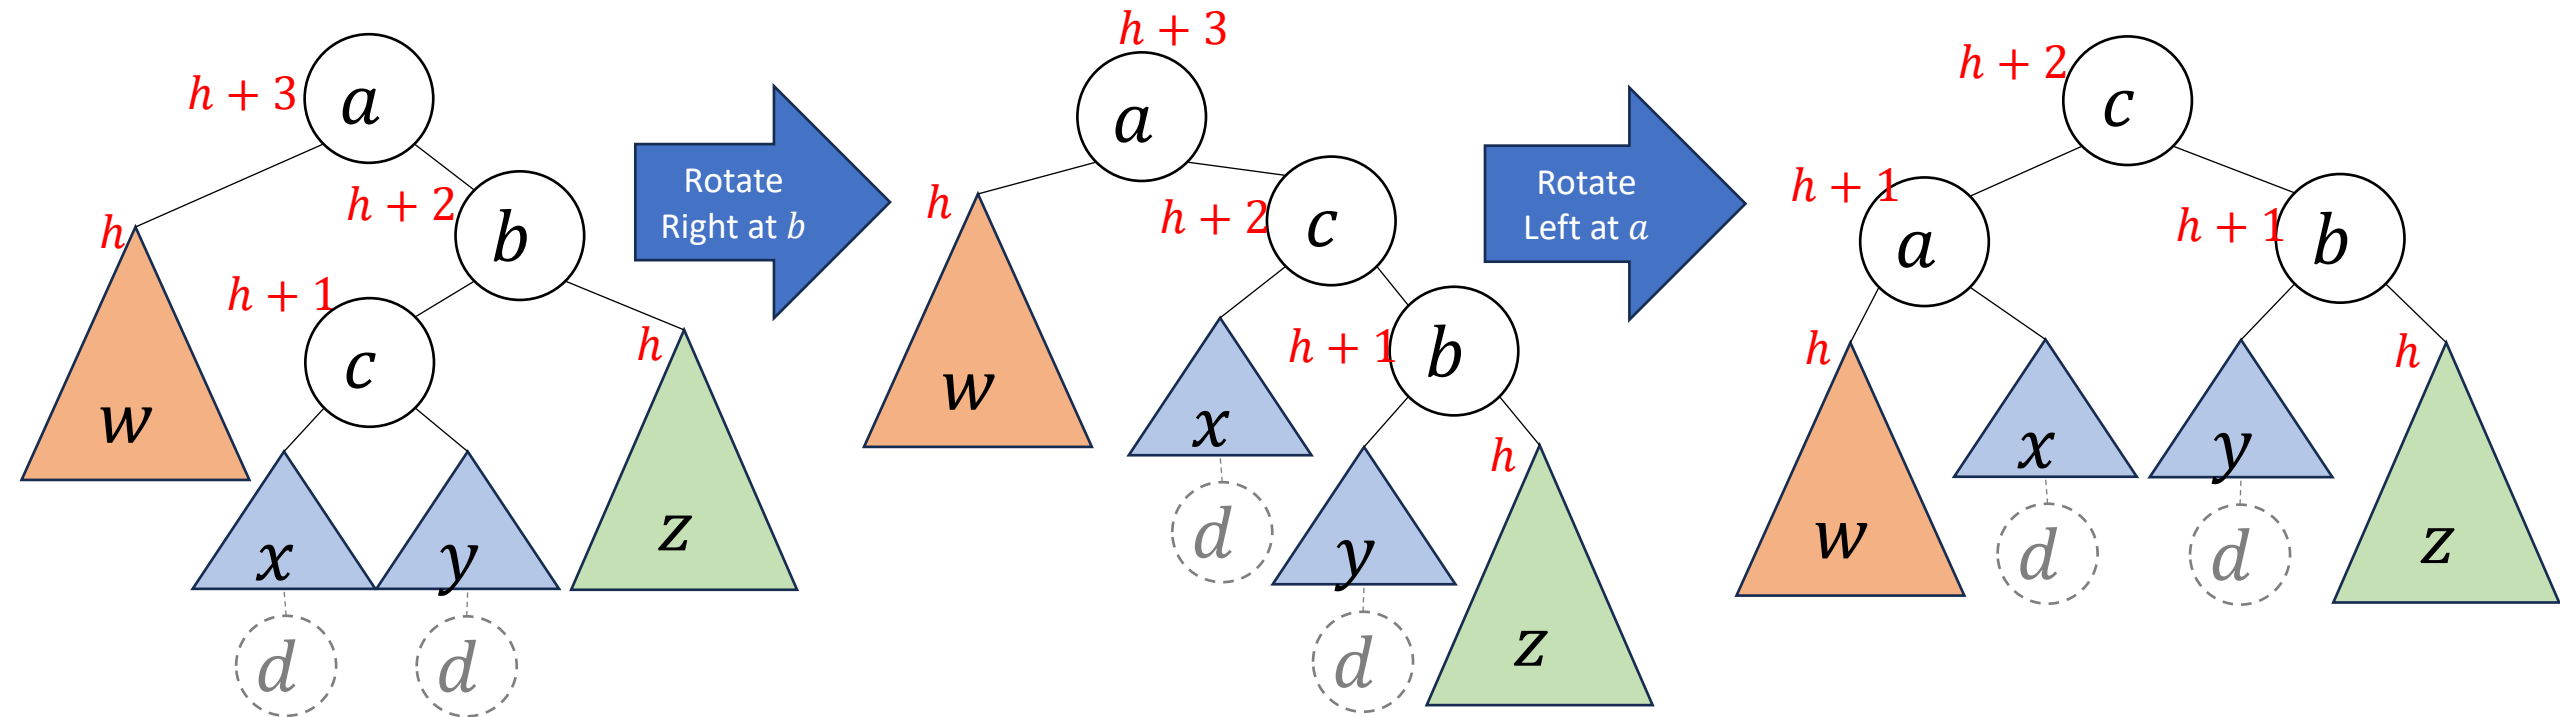 h + 3
a
h + 2
b
h
h + 1
c
h
w
x
y
z
d
d
Rotate
Right at b
h + 3
a
h
h + 2
c
w
x
h + 1
b
d
y
h
z
d
Rotate
Left at a
h + 2
c
h + 1
a
h + 1
b
h
h
w
x
y
z
d
d